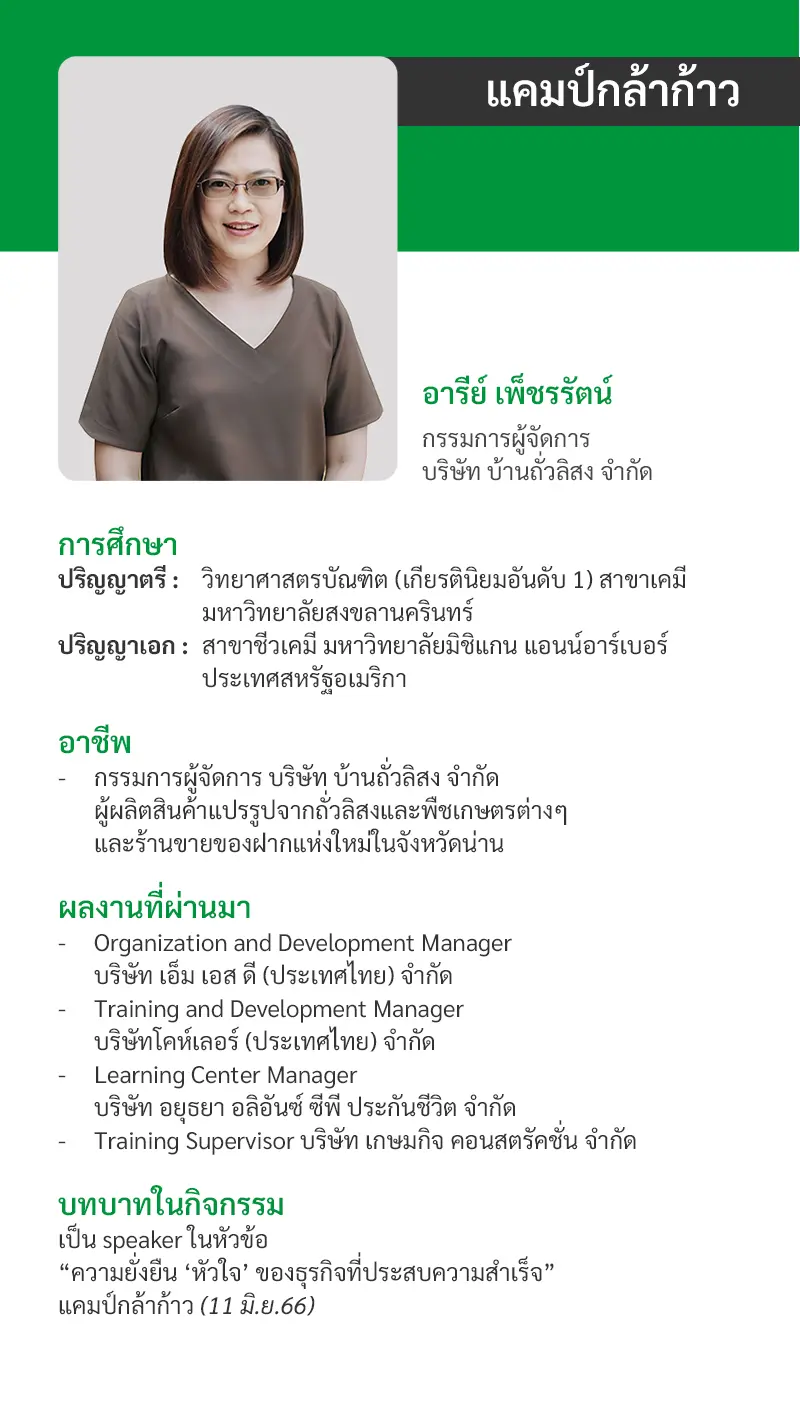 แคมป์กล้าก้าว
อารีย์ เพ็ชรรัตน์
กรรมการผู้จัดการ
บริษัท บ้านถั่วลิสง จำกัด
การศึกษา
ปริญญาตรี : วิทยาศาสตรบัณฑิต (เกียรตินิยมอันดับ 1) สาขาเคมี
มหาวิทยาลัยสงขลานครินทร์
ปริญญาเอก : สาขาชีวเคมี มหาวิทยาลัยมิชิแกน แอนน์อาร์เบอร์
ประเทศสหรัฐอเมริกา
อาชีพ
- กรรมการผู้จัดการ บริษัท บ้านถั่วลิสง จำกัด
ผู้ผลิตสินค้าแปรรูปจากถั่วลิสงและพืชเกษตรต่างๆ
และร้านขายของฝากแห่งใหม่ในจังหวัดน่าน
ผลงานที่ผ่านมา
- Organization and Development Manager
บริษัท เอ็ม เอส ดี (ประเทศไทย) จำกัด
- Training and Development Manager
บริษัทโคห์เลอร์ (ประเทศไทย) จำกัด
- Learning Center Manager
บริษัท อยุธยา อลิอันซ์ ซีพี ประกันชีวิต จำกัด
- Training Supervisor บริษัท เกษมกิจ คอนสตรัคชั่น จำกัด
บทบาทในกิจกรรม
เป็น speaker ในหัวข้อ
“ความยั่งยืน ‘หัวใจ’ ของธุรกิจที่ประสบความสำเร็จ”
แคมป์กล้าก้าว (11 มิ.ย.66)